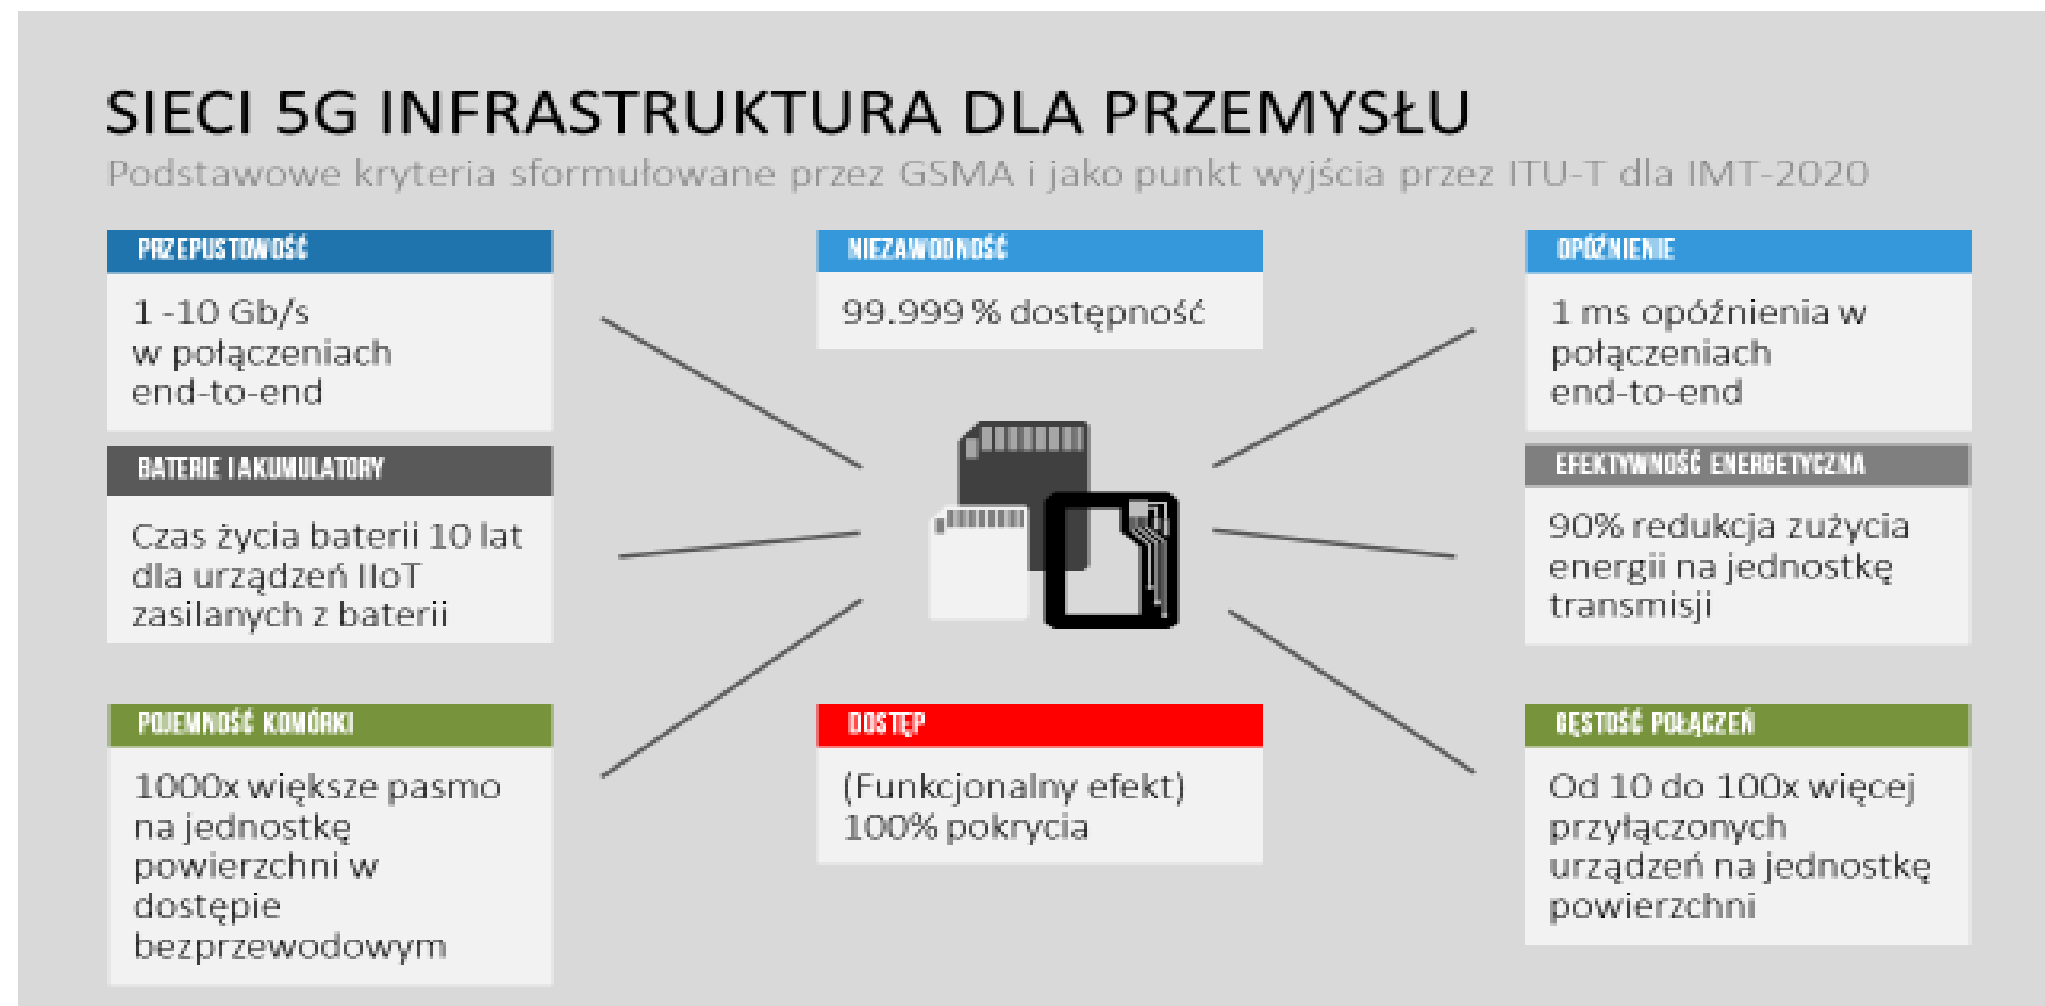 SIECI 5G INFRASTRUKTURA DLA PRZEMYSŁU
Podstawowe kryteria sformułowane przez GSMA i jako punkt wyjścia przez ITU-T dla IMT-2020
PRZEPUSTOWOŚĆ
1 -10 Gb/s
w połączeniach
end-to-end
NIEZAWODNOŚĆ
99.999 % dostępność
OPÓŹNIENIE
1 ms opóźnienia w
połączeniach
end-to-end
BATERIE I AKUMULATORY
Czas życia baterii 10 lat
dla urządzeń IIoT
zasilanych z baterii
EFEKTYWNOŚĆ ENERGETYCZNA
90% redukcja zużycia
energii na jednostkę
transmisji
POJEMNOŚĆ KOMÓRKI
1000x większe pasmo
na jednostkę
powierzchni w
dostępie
bezprzewodowym
DOSTĘP
(Funkcjonalny efekt)
100% pokrycia
GĘSTOŚĆ POŁĄCZEŃ
Od 10 do 100x więcej
przyłączonych
urządzeń na jednostkę
powierzchni